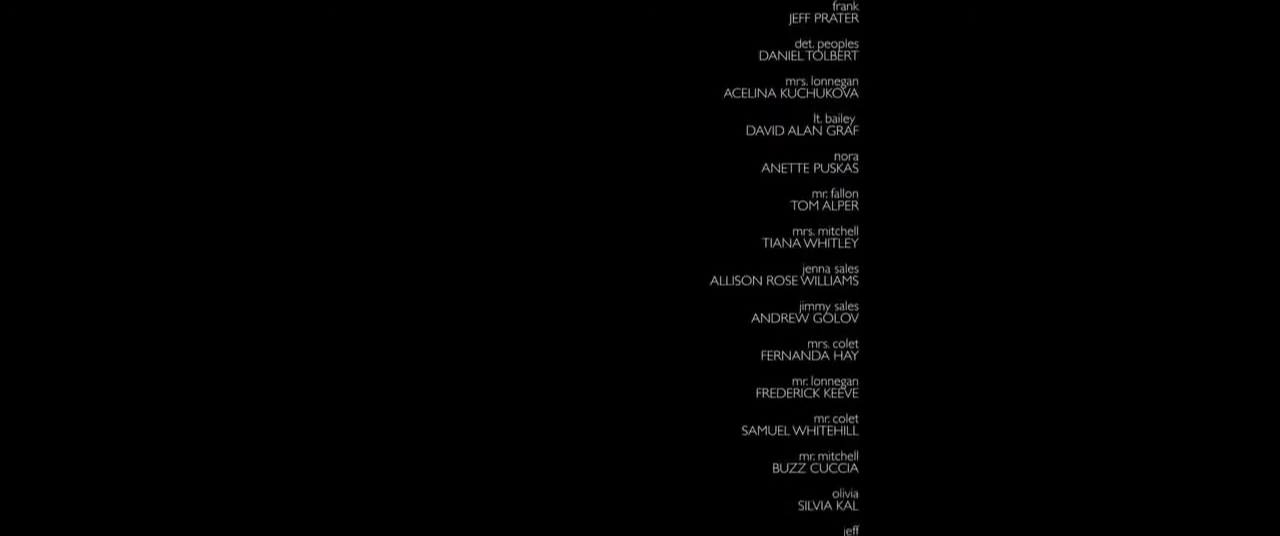 frank
JEFF PRATER
det. peoples
DANIEL TOLBERT
mrs. lonnegan
ACELINA KUCHUKOVA
lt. bailey
DAVID ALAN GRAF
nora
ANETTE PUSKAS
mr. fallon
TOM ALPER
mrs. mitchell
TIANA WHITLEY
jenna sales
ALLISON ROSE WILLIAMS
jimmy sales
ANDREW GOLOV
mrs. colet
FERNANDA HAY
mr. lonnegan
FREDERICK KEEVE
mr. colet
SAMUEL WHITEHILL
mr. mitchell
BUZZ CUCCIA
olivia
SILVIA KAL
jeff